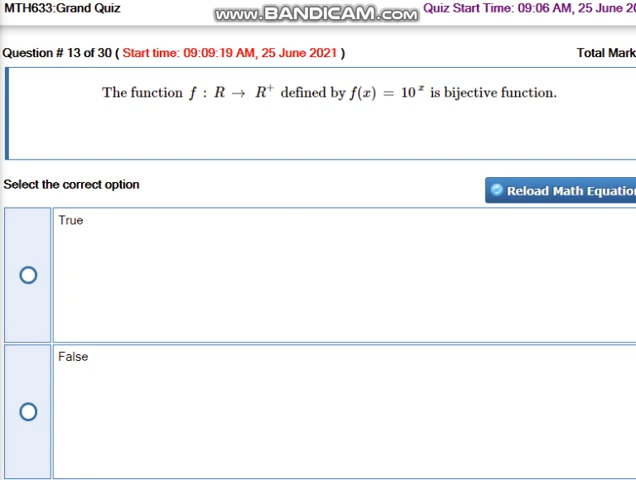 MTH633:Grand Quiz
www.BANDICAM.com
Quiz Start Time: 09:06 AM, 25 June 20
Question # 13 of 30 ( Start time: 09:09:19 AM, 25 June 2021 )
Total Mark
The function f : R → R⁺ defined by f(x) = 10ˣ is bijective function.
Select the correct option
Reload Math Equation
True
False